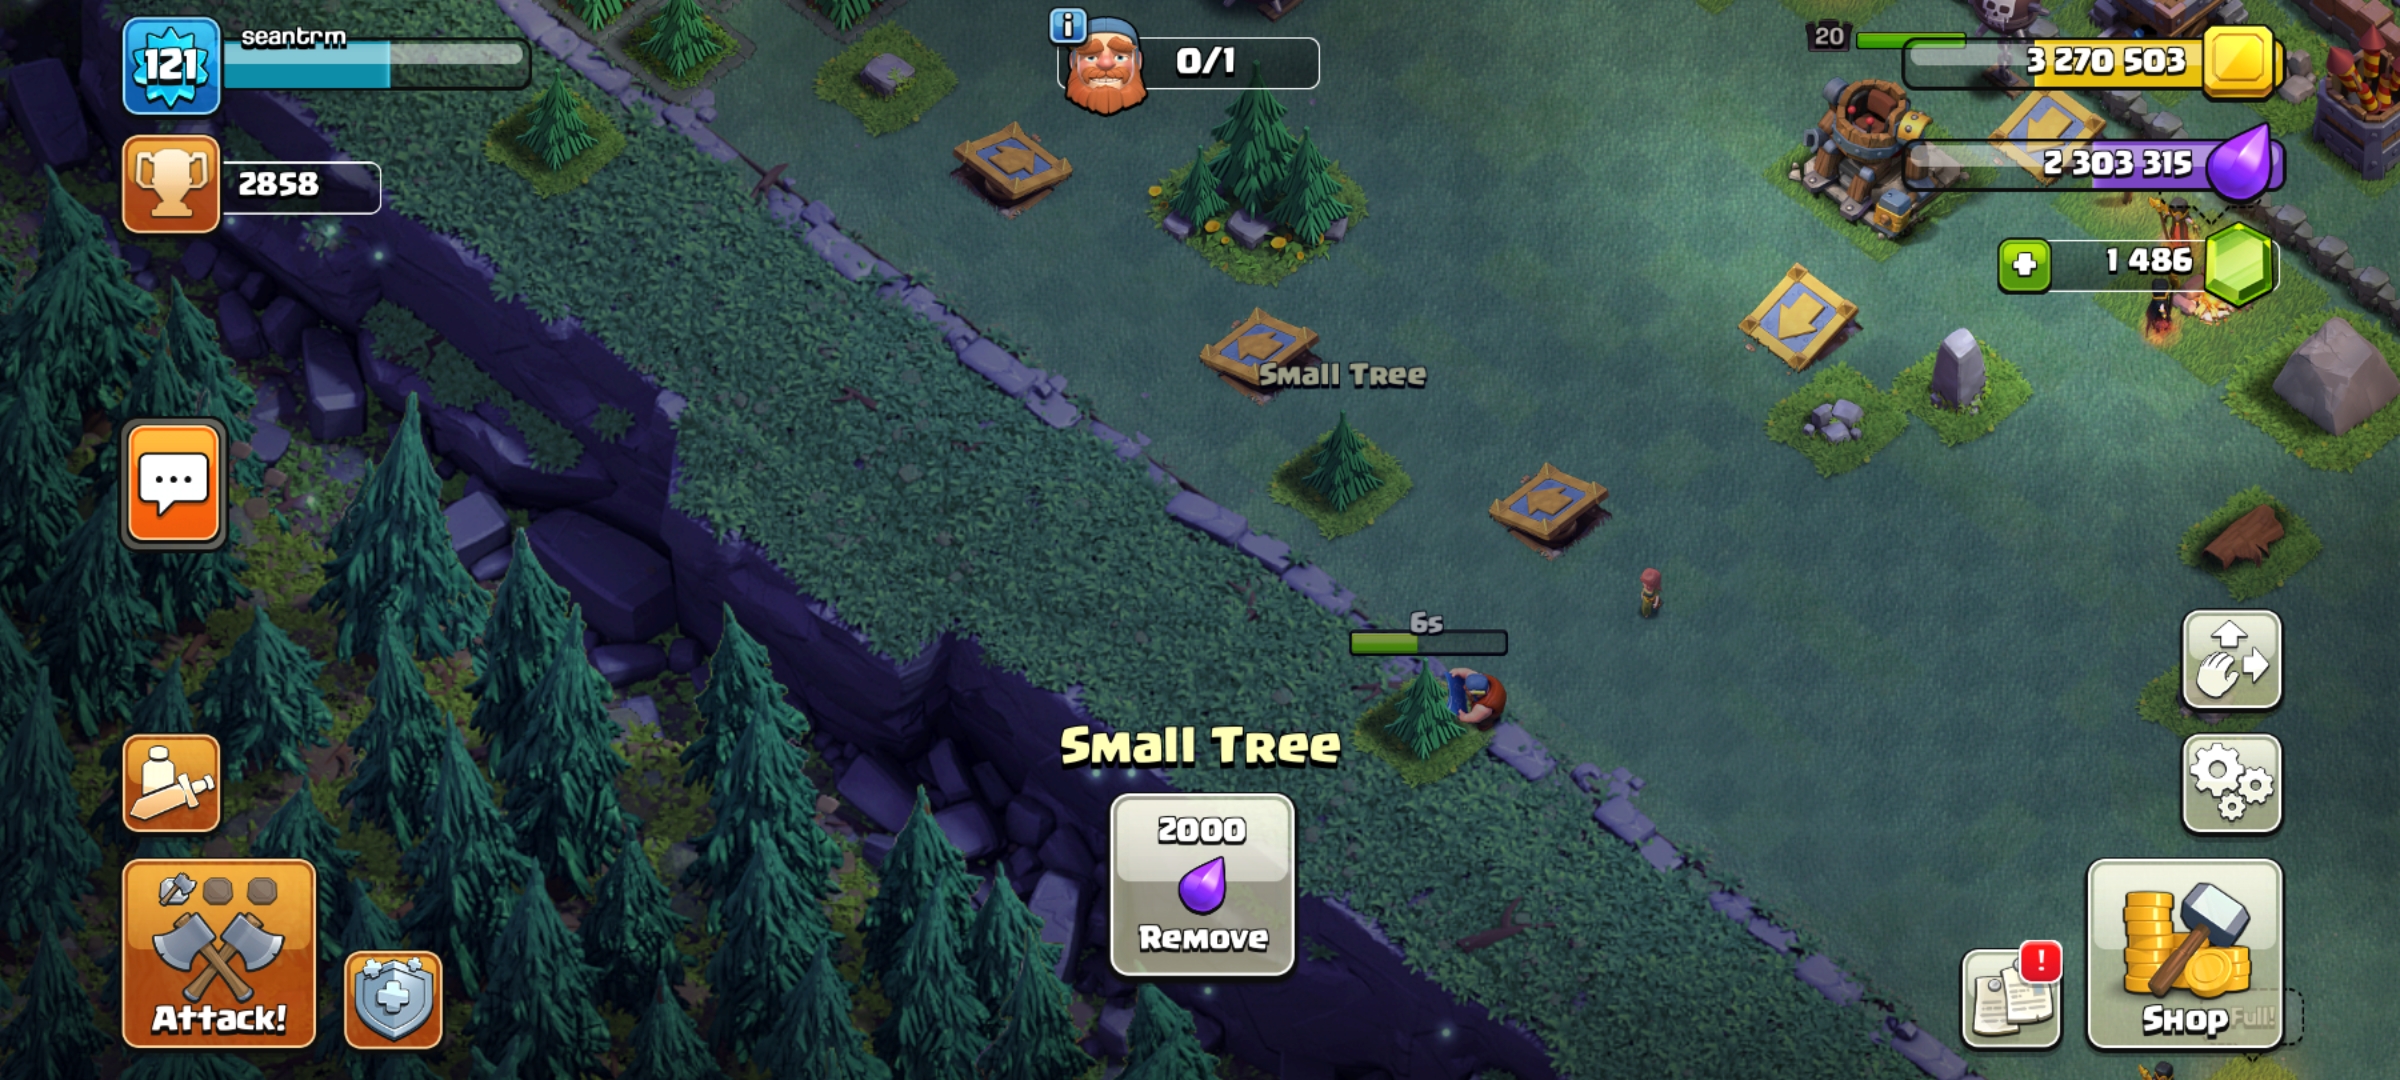 seantrm
121
i
0/1
20
3 270 503
2858
2 303 315
+
1 486
Small Tree
6s
Small Tree
2000
Remove
Attack!
!
Shop
Full!